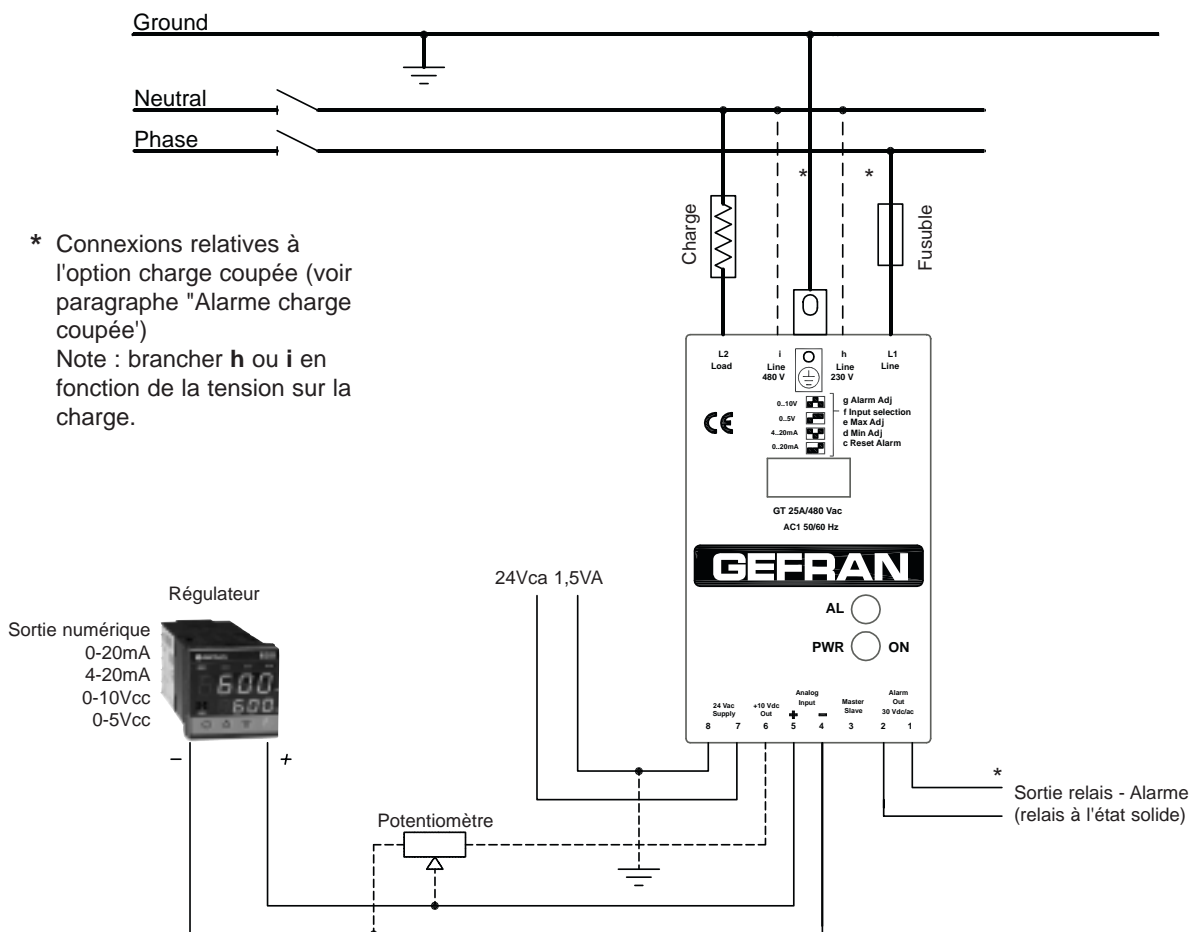 Ground
Neutral
Phase
*
*
Charge
Fusuble
* Connexions relatives à
l'option charge coupée (voir
paragraphe "Alarme charge
coupée')
Note : brancher h ou i en
fonction de la tension sur la
charge.
L2
Load
i
Line
480 V
h
Line
230 V
L1
Line
0..10V
0..5V
4..20mA
0..20mA
g Alarm Adj
f Input selection
e Max Adj
d Min Adj
c Reset Alarm
CE
GT 25A/480 Vac
AC1 50/60 Hz
GEFRAN
AL
PWR
ON
24Vca 1,5VA
Régulateur
Sortie numérique
0-20mA
4-20mA
0-10Vcc
0-5Vcc
600
600
–
+
24 Vac
Supply
+10 Vdc
Out
Analog
Input
+
–
Master
Slave
Alarm
Out
30 Vdc/ac
8 7 6 5 4 3 2 1
*
Sortie relais - Alarme
(relais à l'état solide)
Potentiomètre